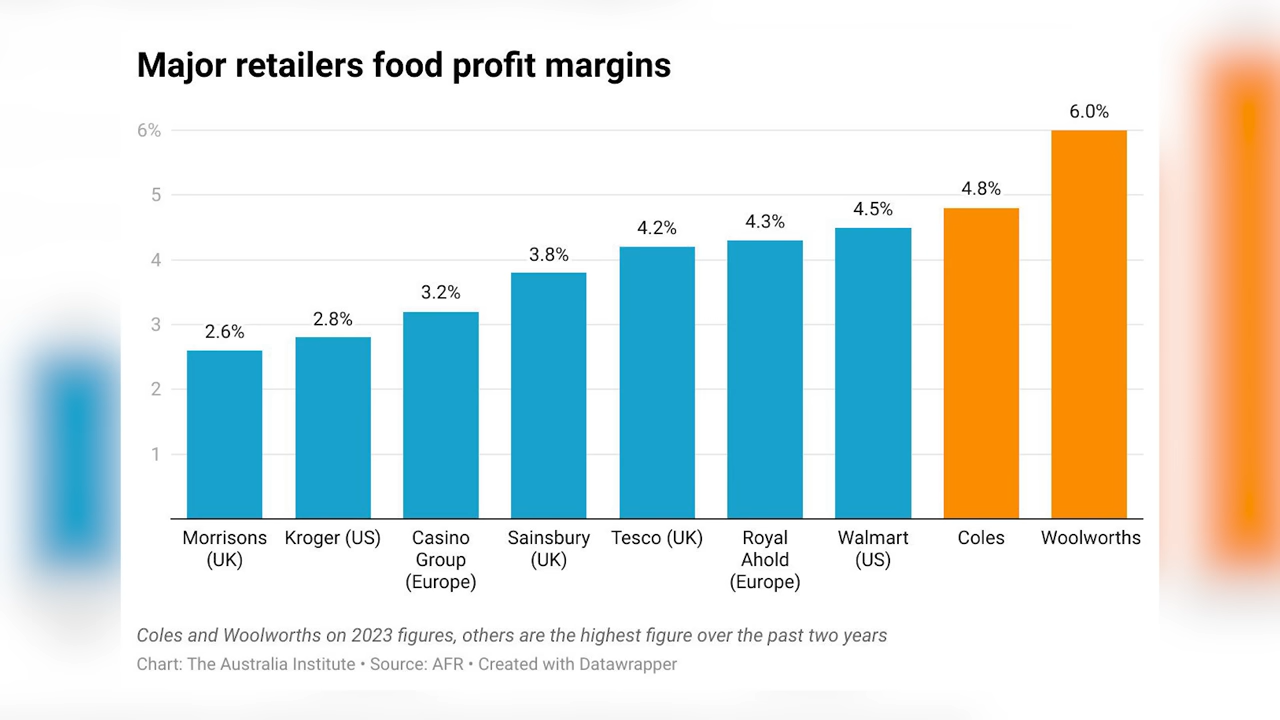 Major retailers food profit margins
6%
5
4
3
2
1
2.6%
2.8%
3.2%
3.8%
4.2%
4.3%
4.5%
4.8%
6.0%
Morrisons
(UK)
Kroger (US)
Casino
Group
(Europe)
Sainsbury
(UK)
Tesco (UK)
Royal
Ahold
(Europe)
Walmart
(US)
Coles
Woolworths
Coles and Woolworths on 2023 figures, others are the highest figure over the past two years
Chart: The Australia Institute • Source: AFR • Created with Datawrapper